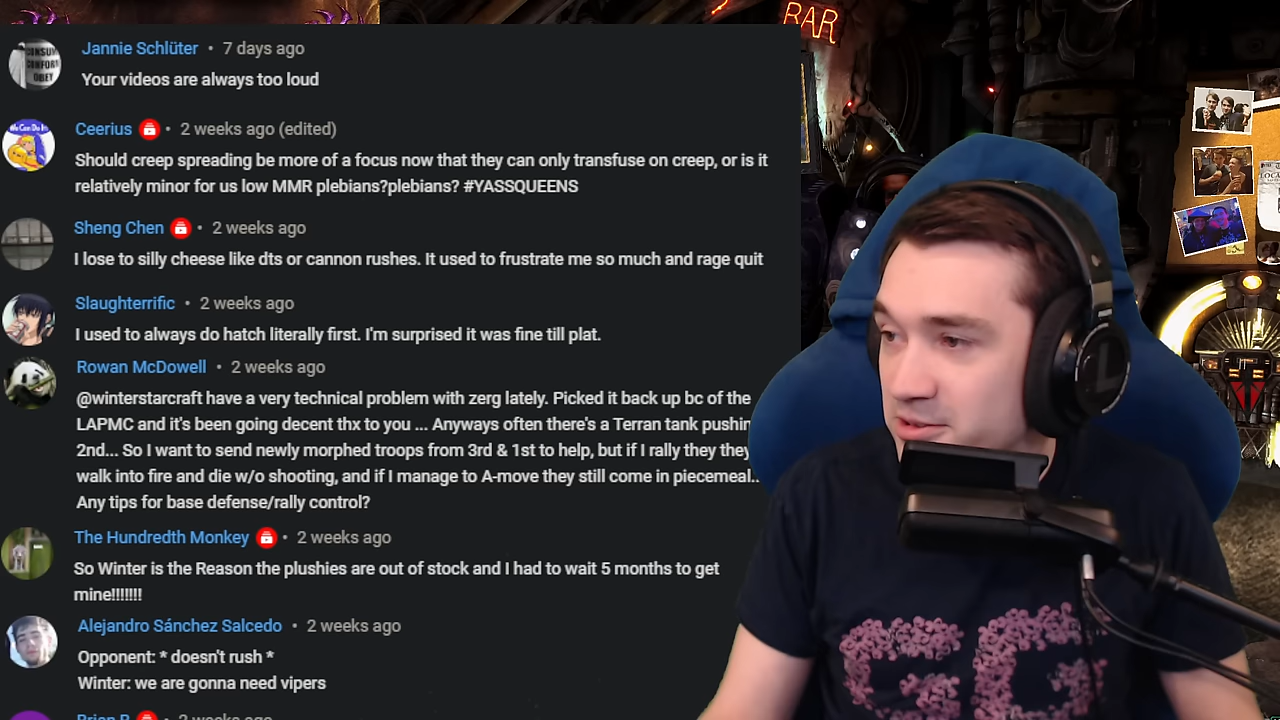 BAR
Jannie Schlüter • 7 days ago
Your videos are always too loud
Ceerius • 2 weeks ago (edited)
Should creep spreading be more of a focus now that they can only transfuse on creep, or is it
relatively minor for us low MMR plebians?plebians? #YASSQUEENS
Sheng Chen • 2 weeks ago
I lose to silly cheese like dts or cannon rushes. It used to frustrate me so much and rage quit
Slaughterrific • 2 weeks ago
I used to always do hatch literally first. I'm surprised it was fine till plat.
Rowan McDowell • 2 weeks ago
@winterstarcraft have a very technical problem with zerg lately. Picked it back up bc of the
LAPMC and it's been going decent thx to you ... Anyways often there's a Terran tank pushin
2nd... So I want to send newly morphed troops from 3rd & 1st to help, but if I rally they they
walk into fire and die w/o shooting, and if I manage to A-move they still come in piecemeal..
Any tips for base defense/rally control?
The Hundredth Monkey • 2 weeks ago
So Winter is the Reason the plushies are out of stock and I had to wait 5 months to get
mine!!!!!!!
Alejandro Sánchez Salcedo • 2 weeks ago
Opponent: * doesn't rush *
Winter: we are gonna need vipers
Brian B • 2 weeks ago
GG